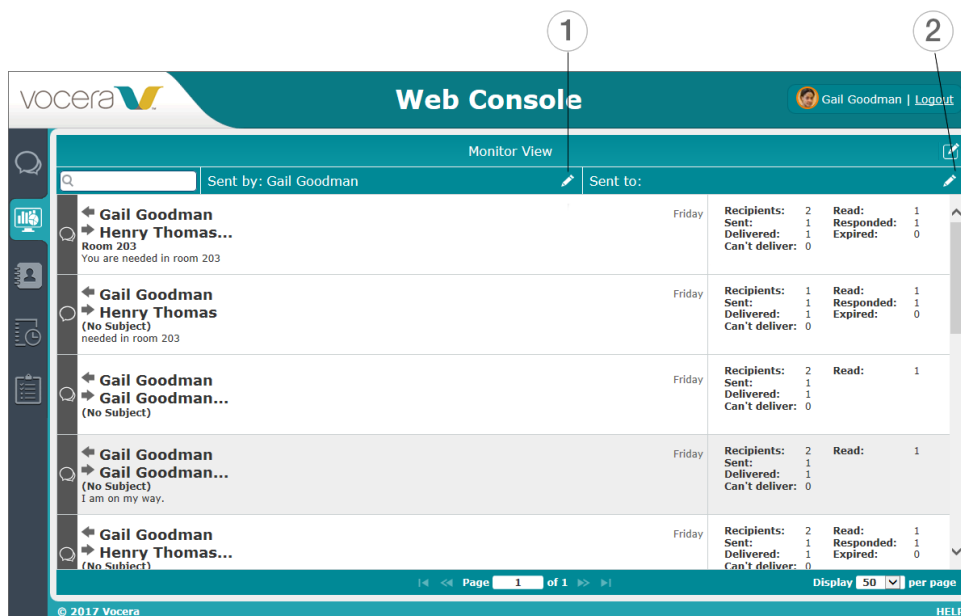 1
2
vocera
Web Console
Gail Goodman | Logout
Monitor View
Sent by: Gail Goodman
Sent to:
Gail Goodman
Henry Thomas...
Room 203
You are needed in room 203
Friday
Recipients: 2 Read: 1
Sent: 1 Responded: 1
Delivered: 1 Expired: 0
Can't deliver: 0
Gail Goodman
Henry Thomas
(No Subject)
needed in room 203
Friday
Recipients: 1 Read: 1
Sent: 1 Responded: 1
Delivered: 1 Expired: 0
Can't deliver: 0
Gail Goodman
Gail Goodman...
(No Subject)
Friday
Recipients: 2 Read: 1
Sent: 1
Delivered: 1
Can't deliver: 0
Gail Goodman
Gail Goodman...
(No Subject)
I am on my way.
Friday
Recipients: 2 Read: 1
Sent: 1
Delivered: 1
Can't deliver: 0
Gail Goodman
Henry Thomas...
(No Subject)
Friday
Recipients: 2 Read: 1
Sent: 1 Responded: 1
Delivered: 1 Expired: 0
Can't deliver: 0
Page 1 of 1
Display 50 per page
© 2017 Vocera
HELP